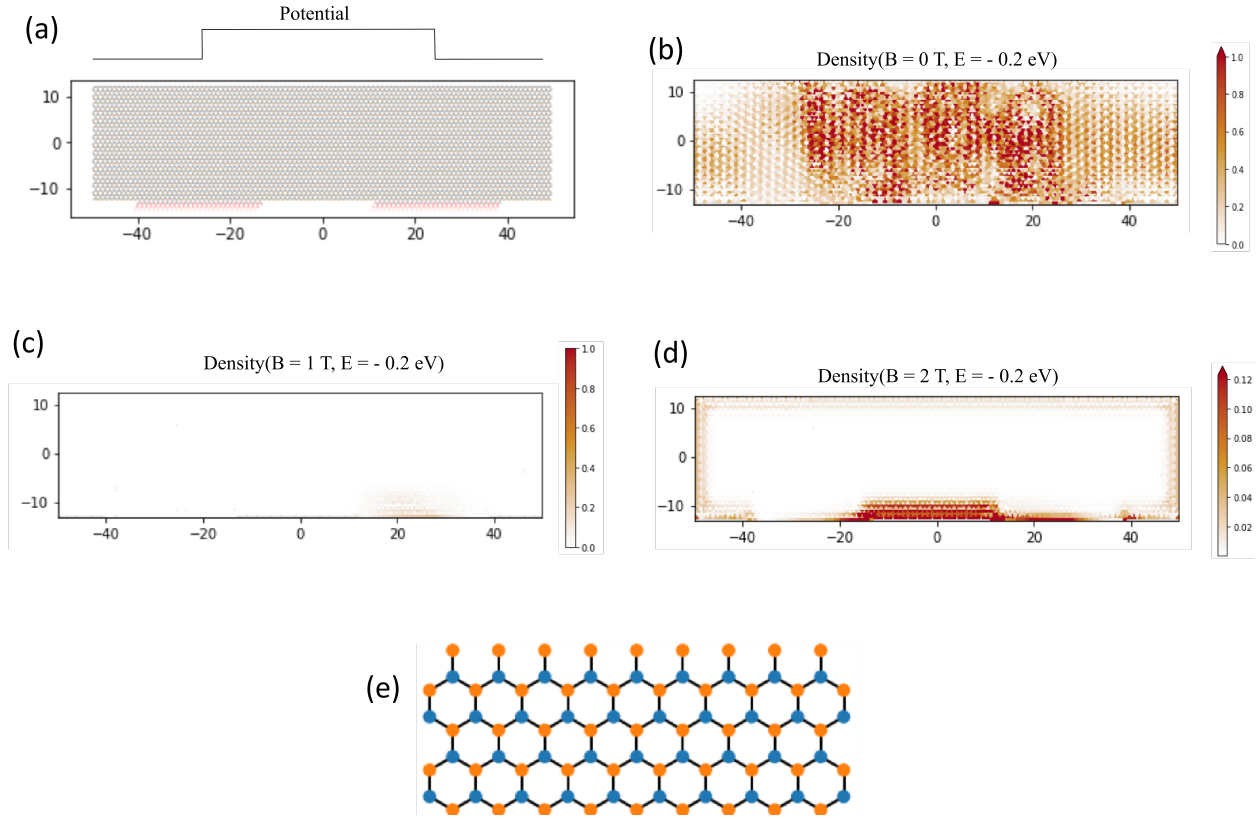 (a)
Potential
10
0
−10
−40 −20 0 20 40
(b)
Density(B = 0 T, E = - 0.2 eV)
10
0
−10
−40 −20 0 20 40
1.0
0.8
0.6
0.4
0.2
0.0
(c)
Density(B = 1 T, E = - 0.2 eV)
10
0
−10
−40 −20 0 20 40
1.0
0.8
0.6
0.4
0.2
0.0
(d)
Density(B = 2 T, E = - 0.2 eV)
10
0
−10
−40 −20 0 20 40
0.12
0.10
0.08
0.06
0.04
0.02
(e)